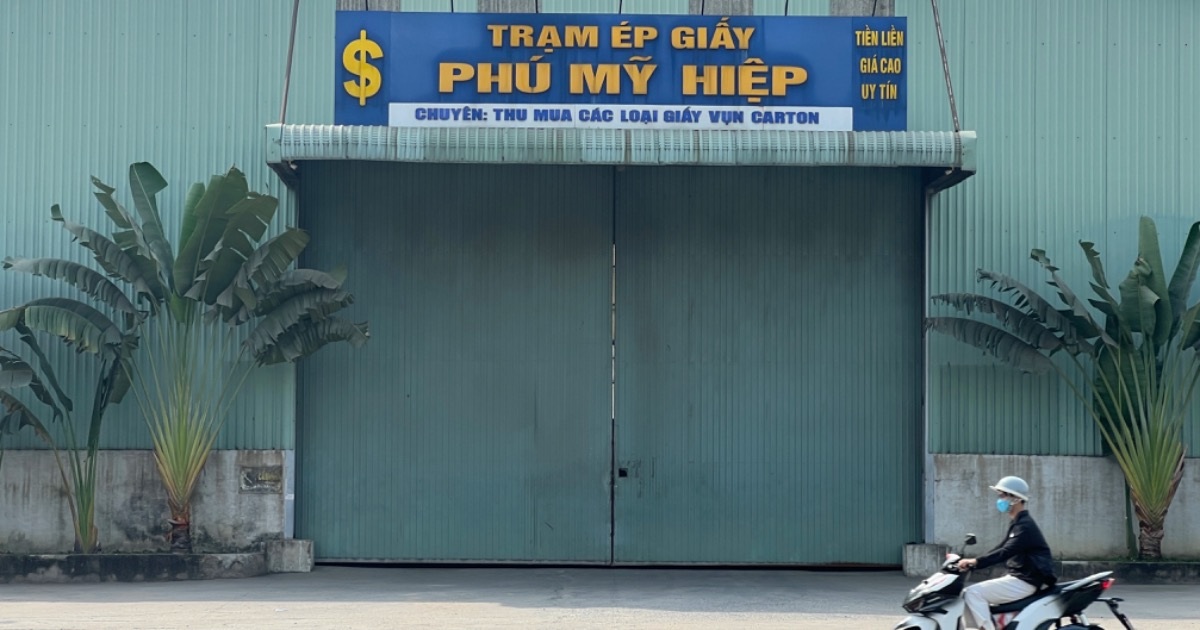 $
TRẠM ÉP GIẤY
PHÚ MỸ HIỆP
CHUYÊN: THU MUA CÁC LOẠI GIẤY VỤN CARTON
TIỀN LIỀN
GIÁ CAO
UY TÍN